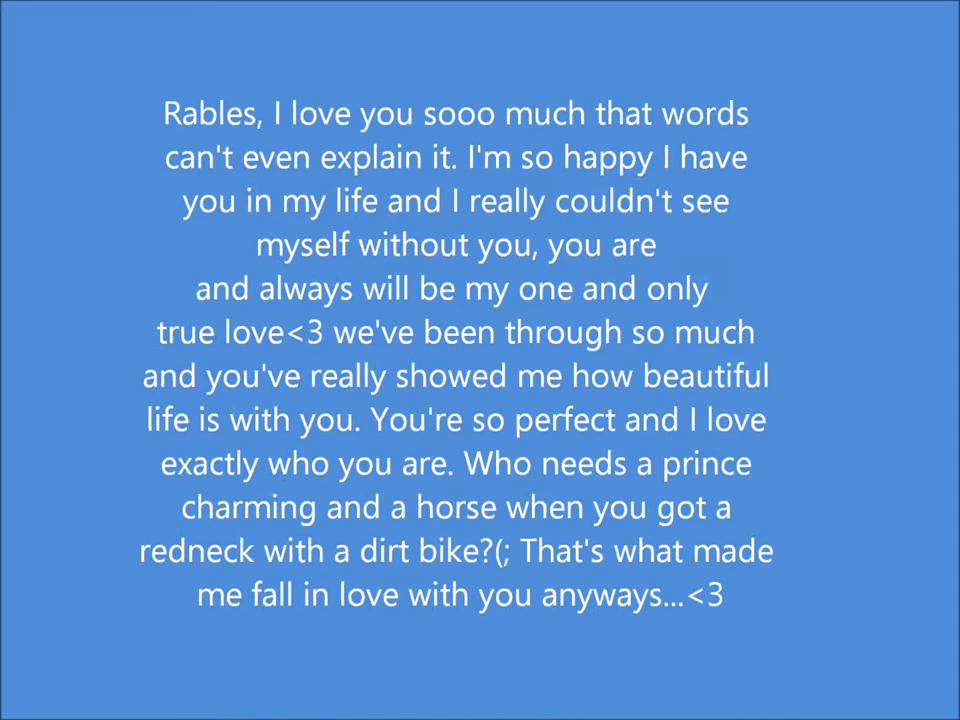 Rables, I love you sooo much that words
can't even explain it. I'm so happy I have
you in my life and I really couldn't see
myself without you, you are
and always will be my one and only
true love<3 we've been through so much
and you've really showed me how beautiful
life is with you. You're so perfect and I love
exactly who you are. Who needs a prince
charming and a horse when you got a
redneck with a dirt bike?(; That's what made
me fall in love with you anyways...<3